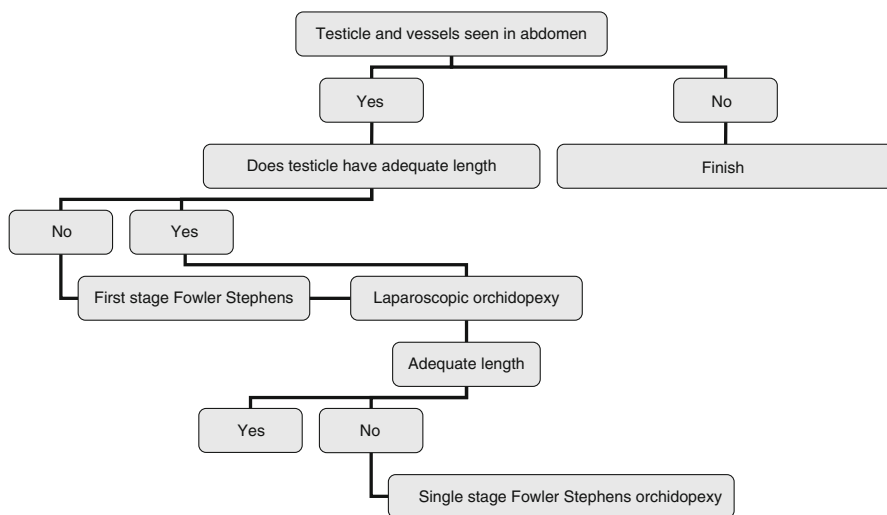 Testicle and vessels seen in abdomen
Yes
No
Does testicle have adequate length
Finish
No
Yes
First stage Fowler Stephens
Laparoscopic orchidopexy
Adequate length
Yes
No
Single stage Fowler Stephens orchidopexy